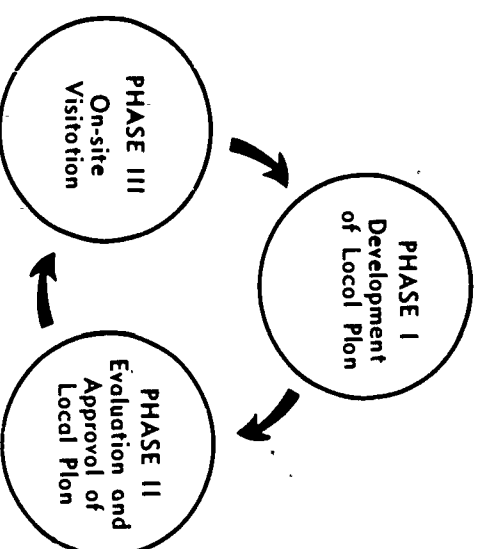 PHASE I
Development
of Local Plan
PHASE II
Evaluation and
Approval of
Local Plan
PHASE III
On-site
Visitation